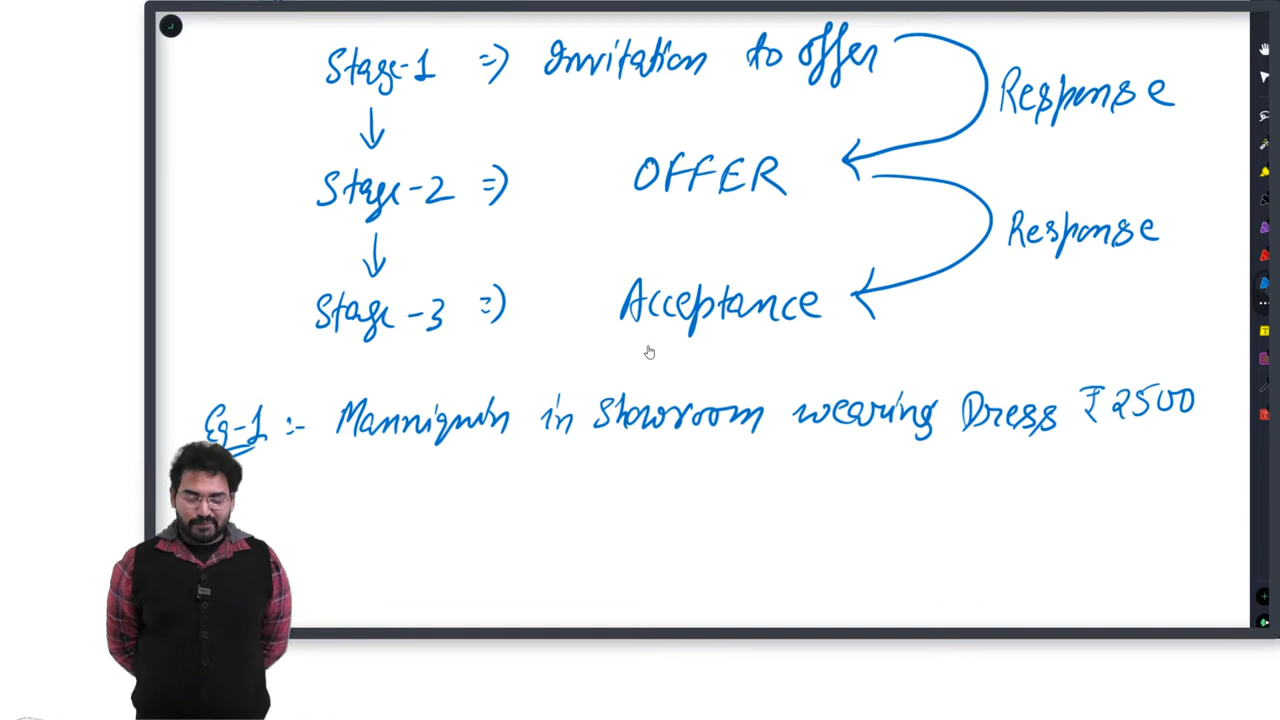 Stage-1 => Invitation to offer
Response
Stage-2 => OFFER
Response
Stage-3 => Acceptance
Eg-1 :- Manniquin in Showroom wearing Dress ₹2500